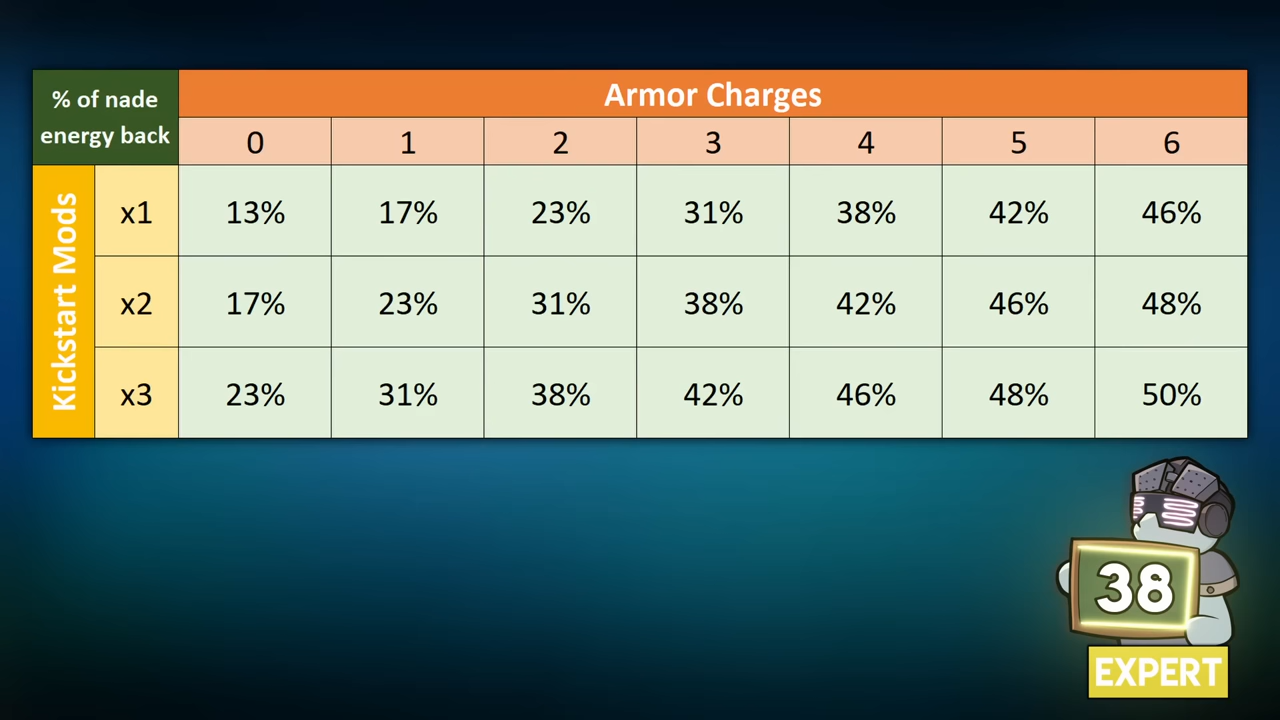 % of nade
energy back
Armor Charges
0 1 2 3 4 5 6
Kickstart Mods
x1 13% 17% 23% 31% 38% 42% 46%
x2 17% 23% 31% 38% 42% 46% 48%
x3 23% 31% 38% 42% 46% 48% 50%
38
EXPERT